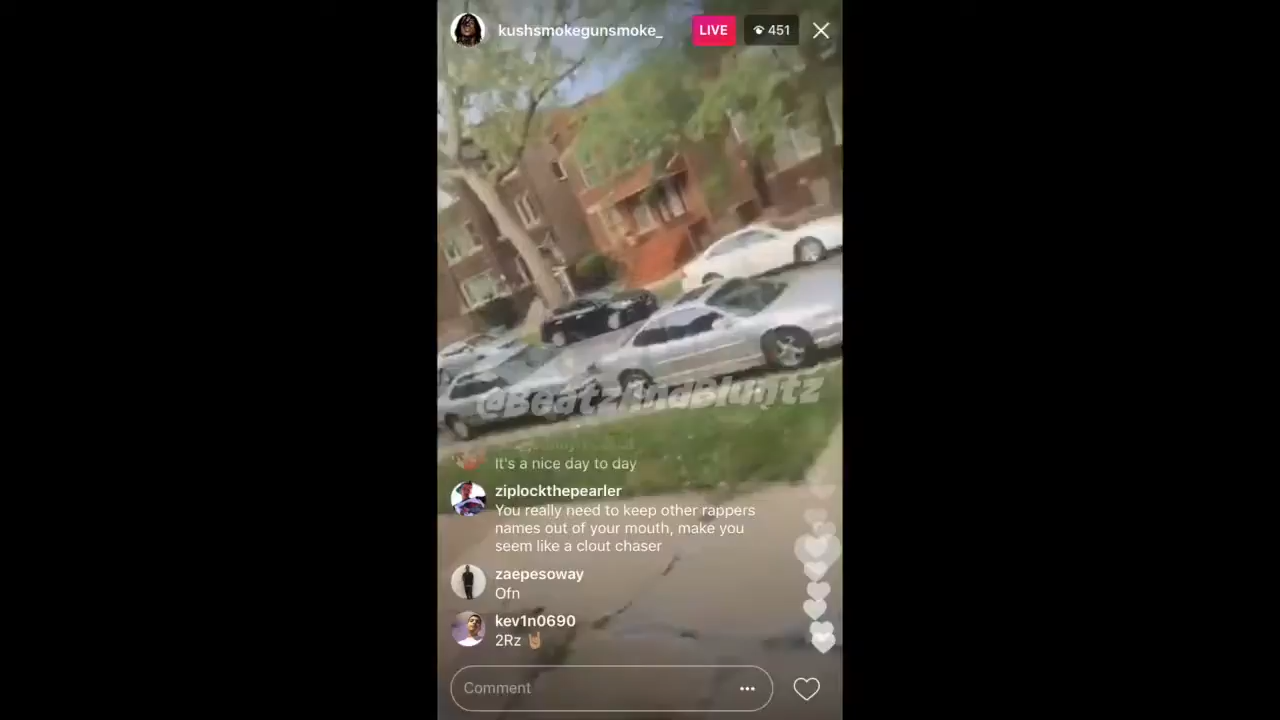 kushsmokegunsmoke_
LIVE
451
@BeatzAndBluntz
It's a nice day to day
ziplockthepearler
You really need to keep other rappers
names out of your mouth, make you
seem like a clout chaser
zaepesoway
Ofn
kev1n0690
2Rz 🤘🏼
Comment